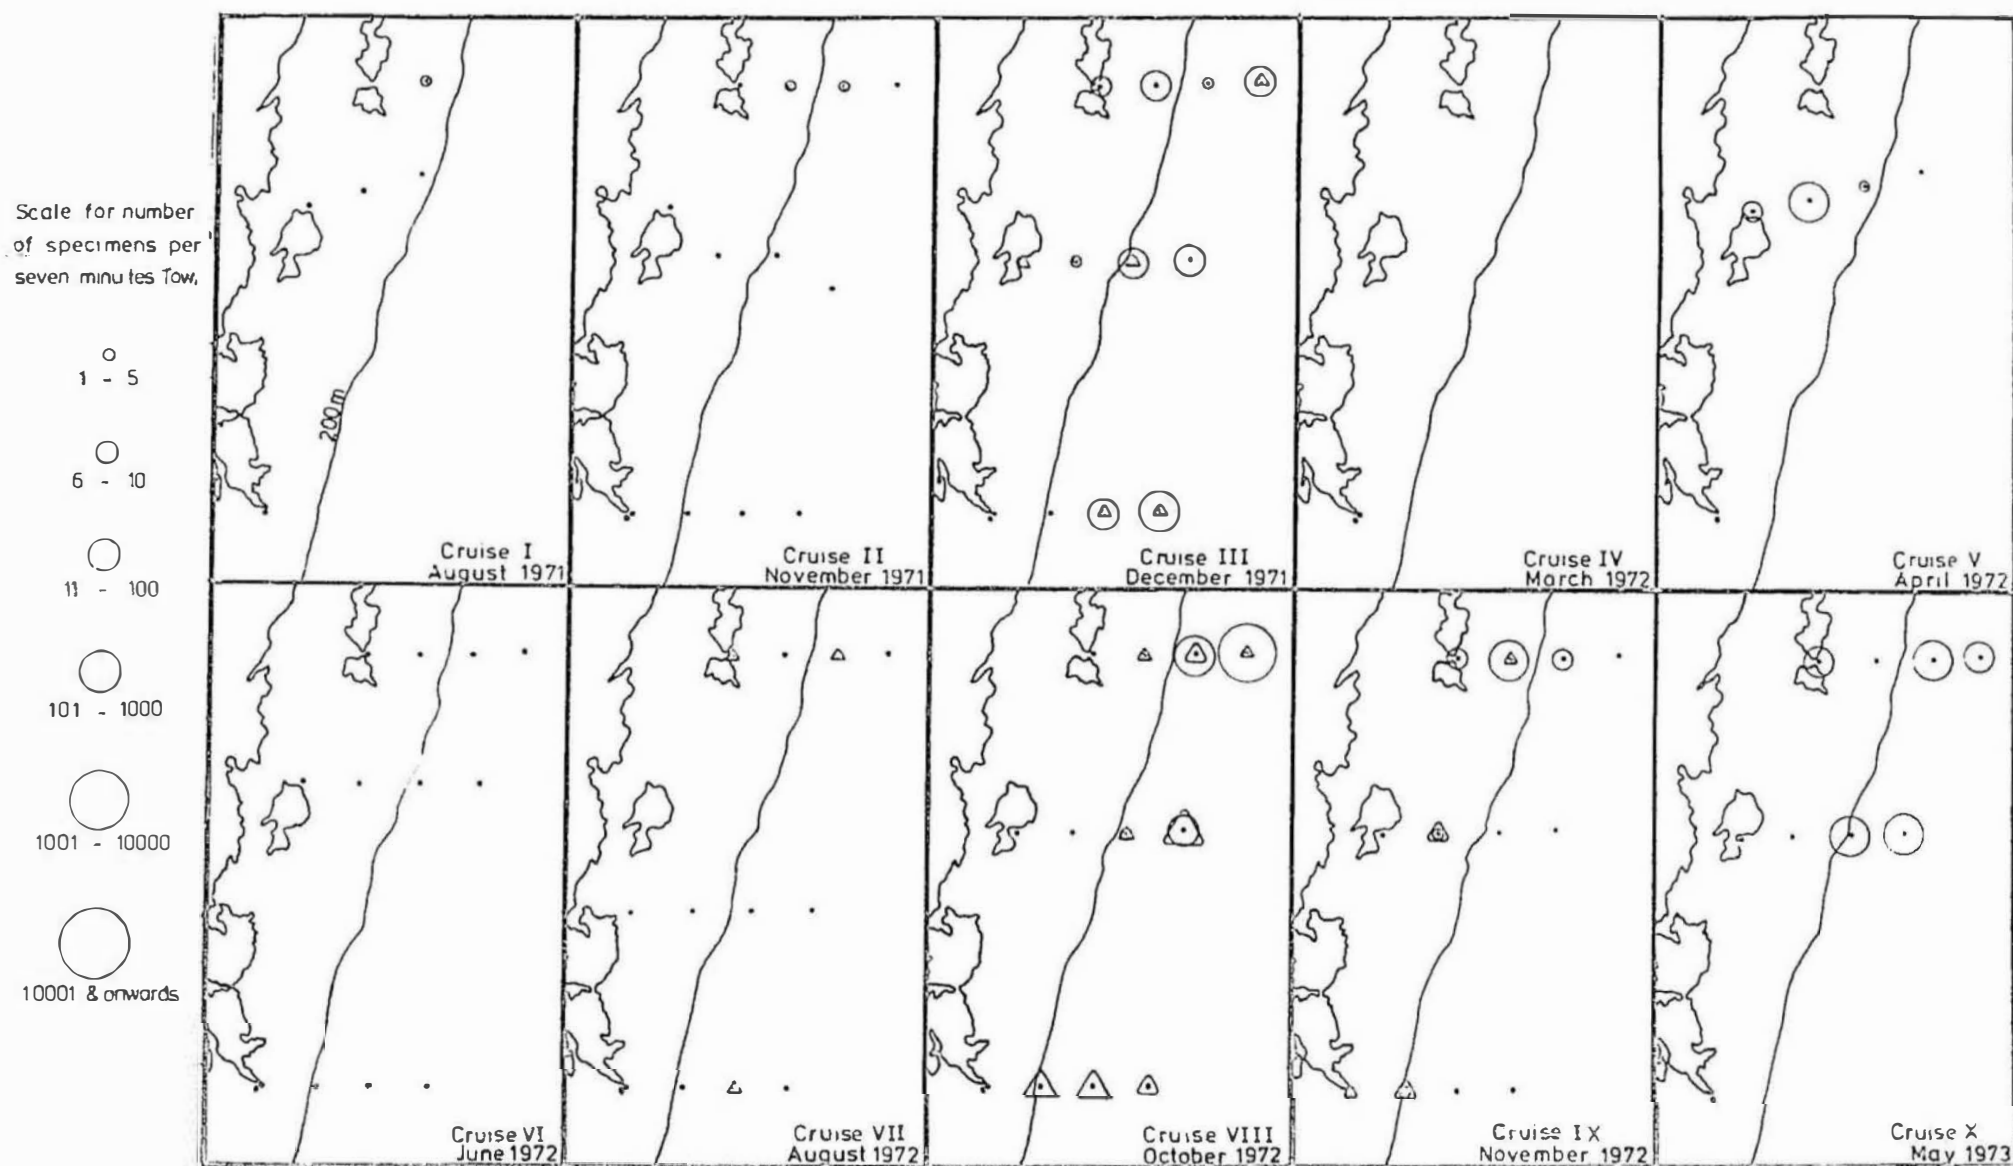 Scale for number
of specimens per
seven minutes Tow.
1 - 5
6 - 10
11 - 100
101 - 1000
1001 - 10000
10001 & onwards
200m
Cruise I
August 1971
Cruise II
November 1971
Cruise III
December 1971
Cruise IV
March 1972
Cruise V
April 1972
Cruise VI
June 1972
Cruise VII
August 1972
Cruise VIII
October 1972
Cruise IX
November 1972
Cruise X
May 1973